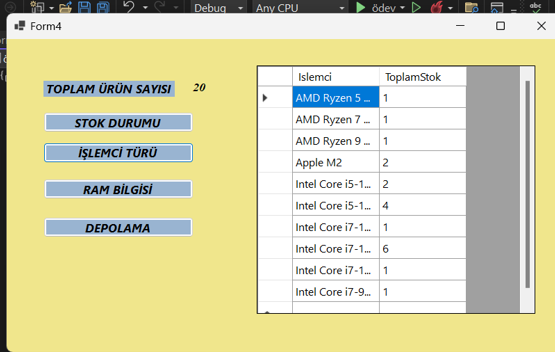 Debug Any CPU ödev
abc
Form4
TOPLAM ÜRÜN SAYISI 20
STOK DURUMU
İŞLEMCİ TÜRÜ
RAM BİLGİSİ
DEPOLAMA
Islemci ToplamStok
AMD Ryzen 5 ... 1
AMD Ryzen 7 ... 1
AMD Ryzen 9 ... 1
Apple M2 2
Intel Core i5-1... 2
Intel Core i5-1... 4
Intel Core i7-1... 1
Intel Core i7-1... 6
Intel Core i7-1... 1
Intel Core i7-9... 1